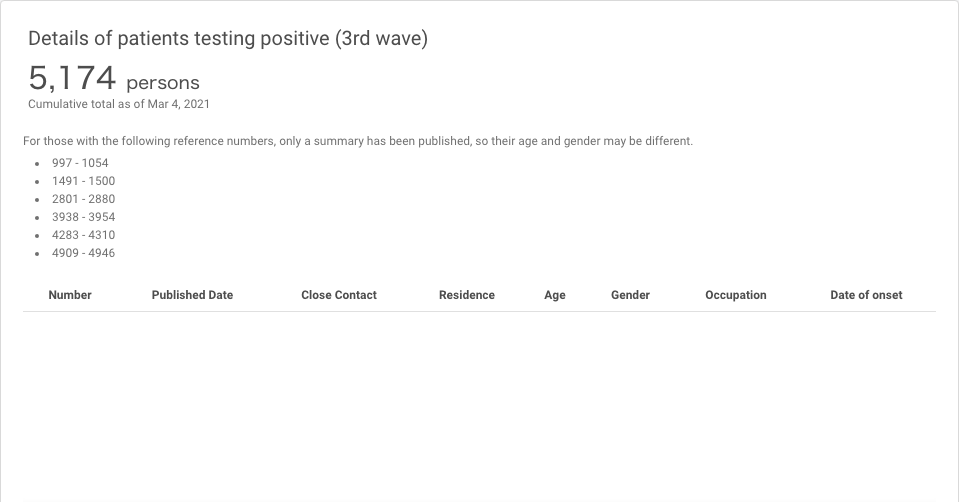 Details of patients testing positive (3rd wave)
5,174 persons
Cumulative total as of Mar 4, 2021
For those with the following reference numbers, only a summary has been published, so their age and gender may be different.
• 997 - 1054
• 1491 - 1500
• 2801 - 2880
• 3938 - 3954
• 4283 - 4310
• 4909 - 4946
Number Published Date Close Contact Residence Age Gender Occupation Date of onset